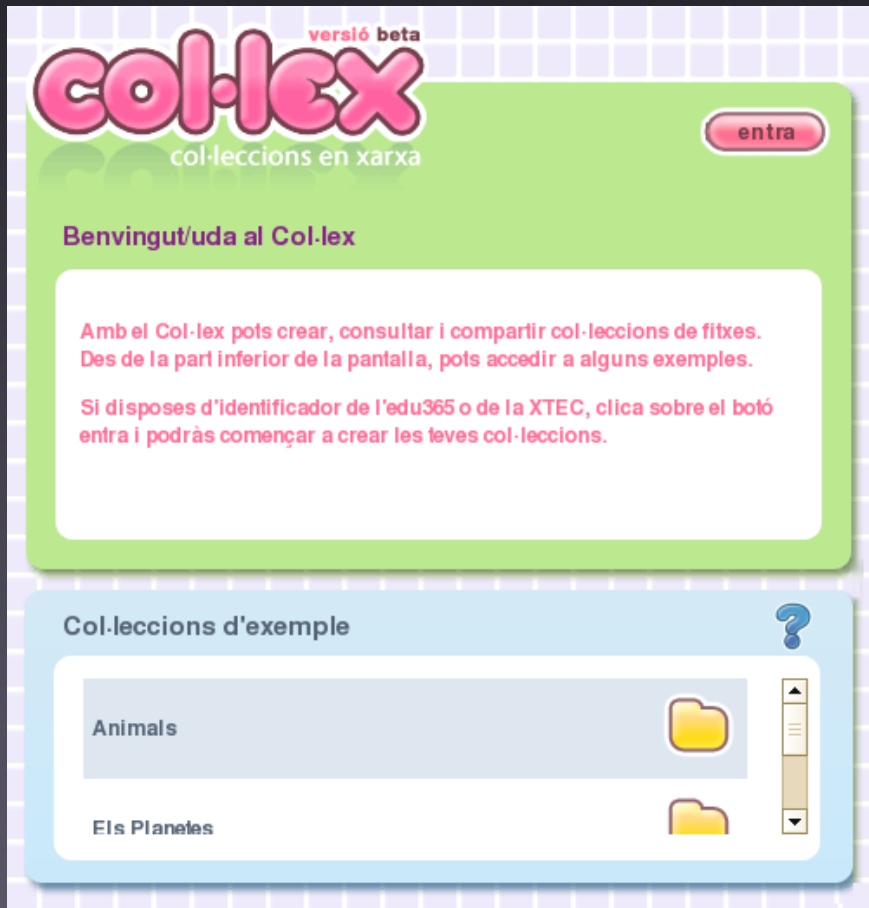 versió beta
col·lex
col·leccions en xarxa
entra
Benvingut/uda al Col·lex
Amb el Col·lex pots crear, consultar i compartir col·leccions de fitxes.
Des de la part inferior de la pantalla, pots accedir a alguns exemples.
Si disposes d'identificador de l'edu365 o de la XTEC, clica sobre el botó
entra i podràs començar a crear les teves col·leccions.
Col·leccions d'exemple
?
Animals
Els Planetes